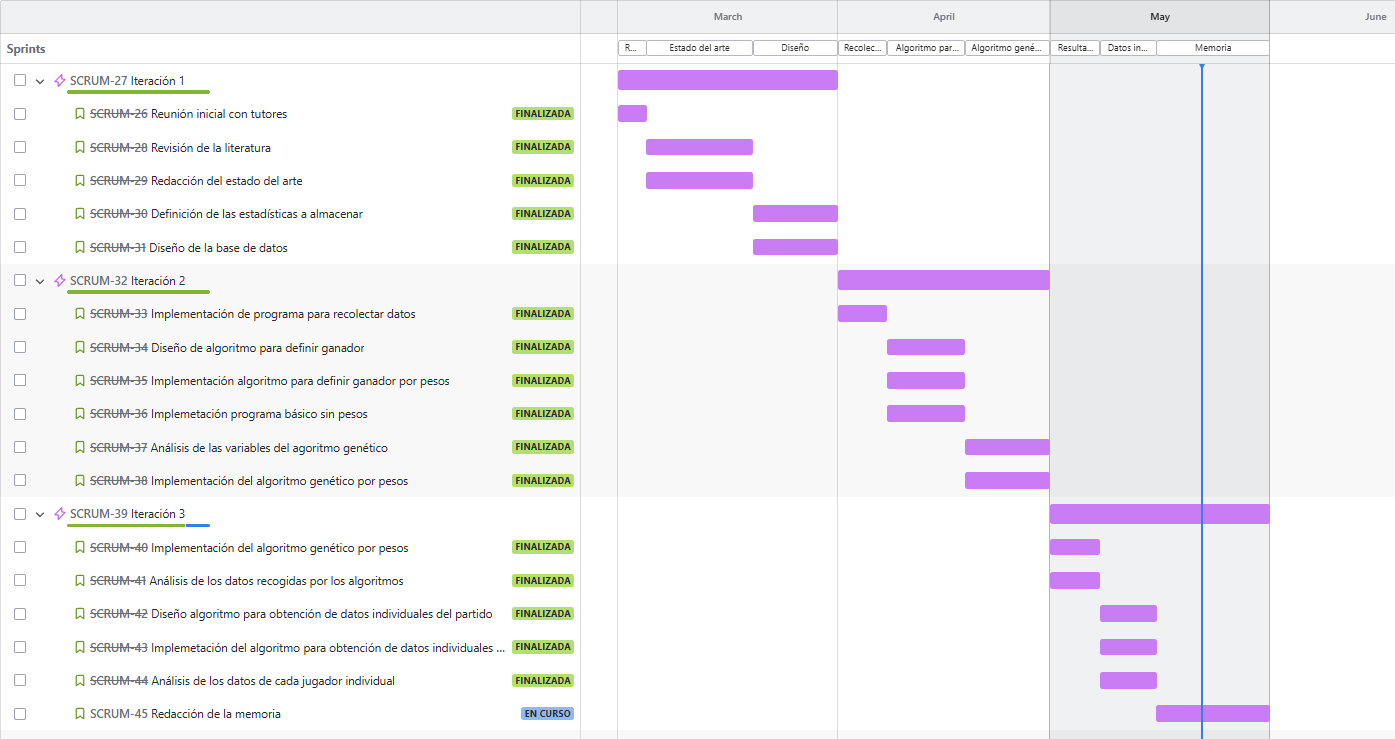 March April May June
Sprints R... Estado del arte Diseño Recolec... Algoritmo par... Algoritmo gené... Resulta... Datos in... Memoria
SCRUM-27 Iteración 1
SCRUM-26 Reunión inicial con tutores FINALIZADA
SCRUM-28 Revisión de la literatura FINALIZADA
SCRUM-29 Redacción del estado del arte FINALIZADA
SCRUM-30 Definición de las estadísticas a almacenar FINALIZADA
SCRUM-31 Diseño de la base de datos FINALIZADA
SCRUM-32 Iteración 2
SCRUM-33 Implementación de programa para recolectar datos FINALIZADA
SCRUM-34 Diseño de algoritmo para definir ganador FINALIZADA
SCRUM-35 Implementación algoritmo para definir ganador por pesos FINALIZADA
SCRUM-36 Implemetación programa básico sin pesos FINALIZADA
SCRUM-37 Análisis de las variables del agoritmo genético FINALIZADA
SCRUM-38 Implementación del algoritmo genético por pesos FINALIZADA
SCRUM-39 Iteración 3
SCRUM-40 Implementación del algoritmo genético por pesos FINALIZADA
SCRUM-41 Análisis de los datos recogidas por los algoritmos FINALIZADA
SCRUM-42 Diseño algoritmo para obtención de datos individuales del partido FINALIZADA
SCRUM-43 Implemetación del algoritmo para obtención de datos individuales ... FINALIZADA
SCRUM-44 Análisis de los datos de cada jugador individual FINALIZADA
SCRUM-45 Redacción de la memoria EN CURSO